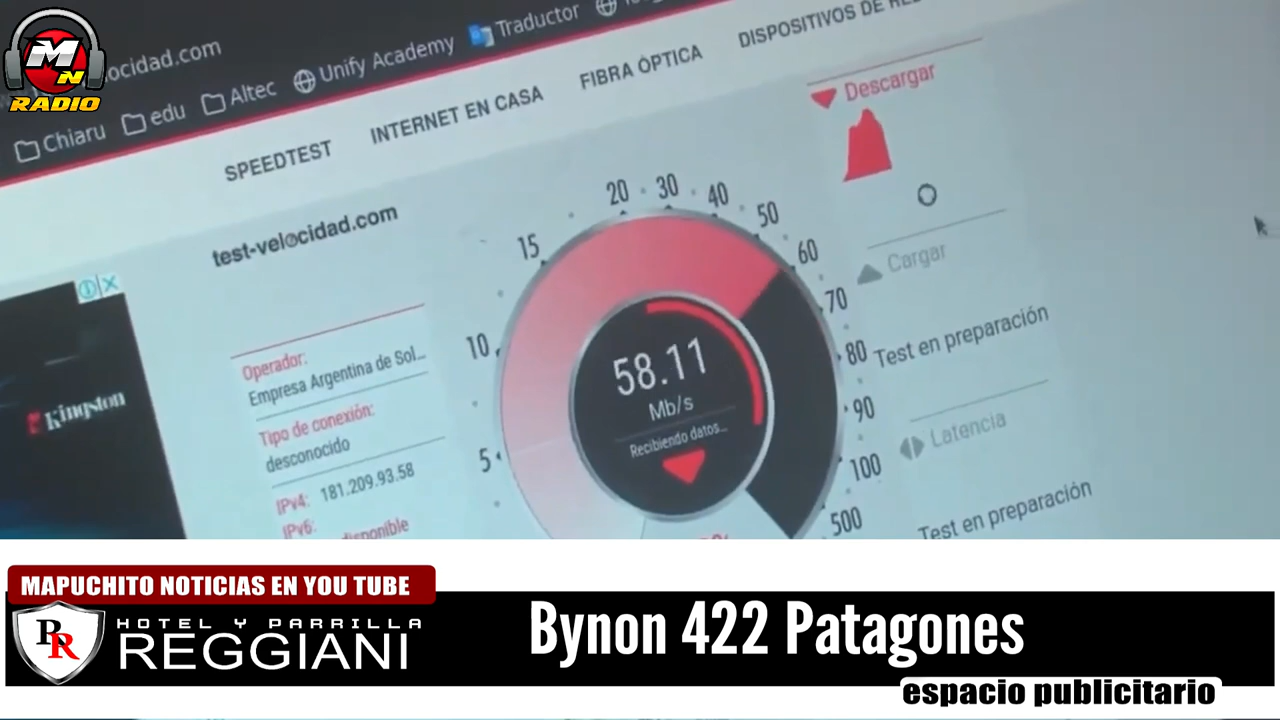 MN
RADIO
ocidad.com
Chiaru
edu
Altec
Unify Academy
Traductor
SPEEDTEST
INTERNET EN CASA
FIBRA ÓPTICA
DISPOSITIVOS DE
test-velocidad.com
Kingston
Operador:
Empresa Argentina de Sol...
Tipo de conexión:
desconocido
IPv4: 181.209.93.58
IPv6: disponible
5
10
15
20
30
40
50
60
70
80
90
100
500
58.11
Mb/s
Recibiendo datos...
Descargar
Cargar
Test en preparación
Latencia
Test en preparación
MAPUCHITO NOTICIAS EN YOU TUBE
RR
HOTEL Y PARRILLA
REGGIANI
Bynon 422 Patagones
espacio publicitario